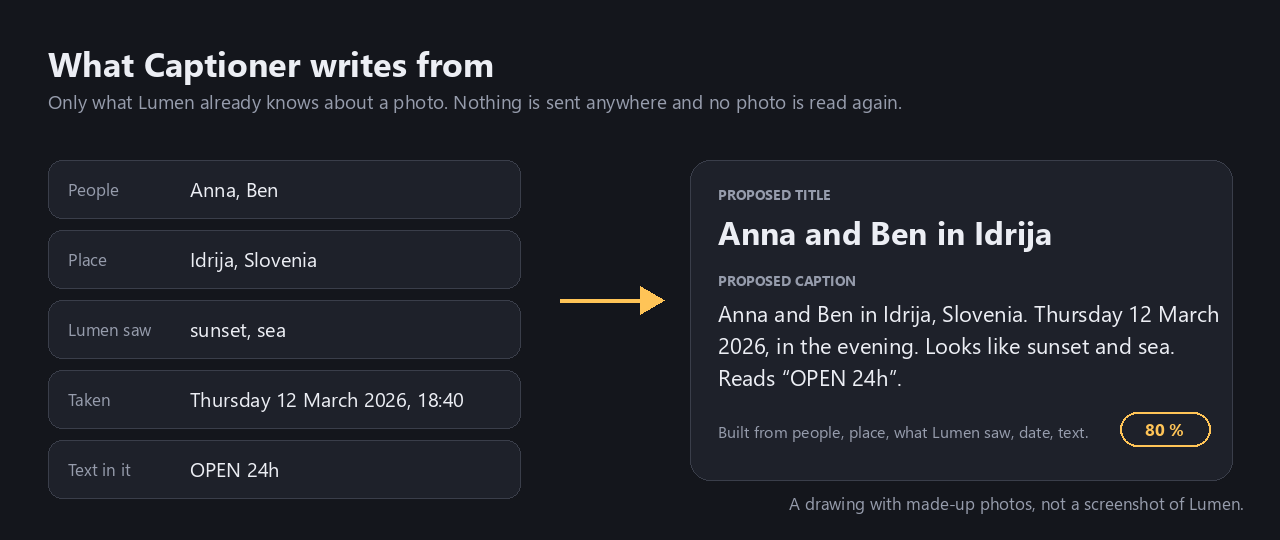 What Captioner writes from
Only what Lumen already knows about a photo. Nothing is sent anywhere and no photo is read again.
People Anna, Ben
Place Idrija, Slovenia
Lumen saw sunset, sea
Taken Thursday 12 March 2026, 18:40
Text in it OPEN 24h
PROPOSED TITLE
Anna and Ben in Idrija
PROPOSED CAPTION
Anna and Ben in Idrija, Slovenia. Thursday 12 March
2026, in the evening. Looks like sunset and sea.
Reads “OPEN 24h”.
Built from people, place, what Lumen saw, date, text.
80 %
A drawing with made-up photos, not a screenshot of Lumen.